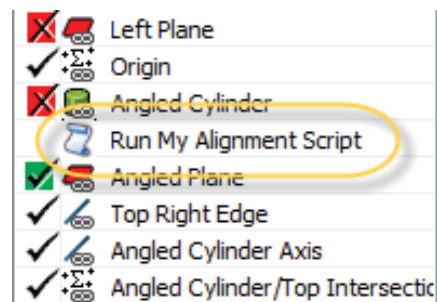 Left Plane
Origin
Angled Cylinder
Run My Alignment Script
Angled Plane
Top Right Edge
Angled Cylinder Axis
Angled Cylinder/Top Intersectic